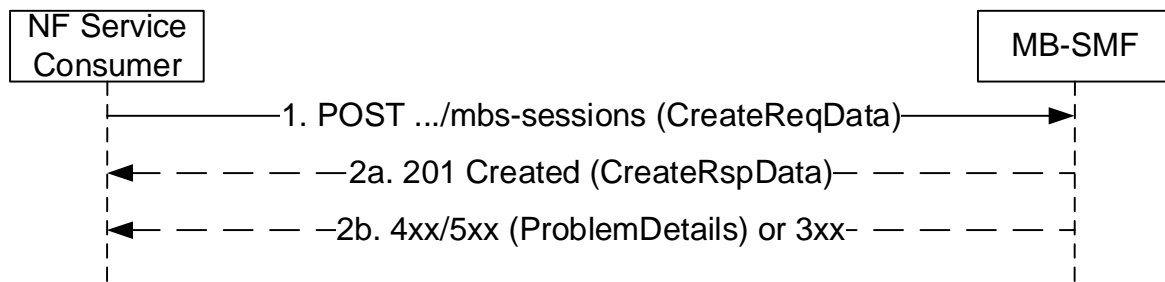 NF Service
Consumer
MB-SMF
1. POST .../mbs-sessions (CreateReqData)
2a. 201 Created (CreateRspData)
2b. 4xx/5xx (ProblemDetails) or 3xx